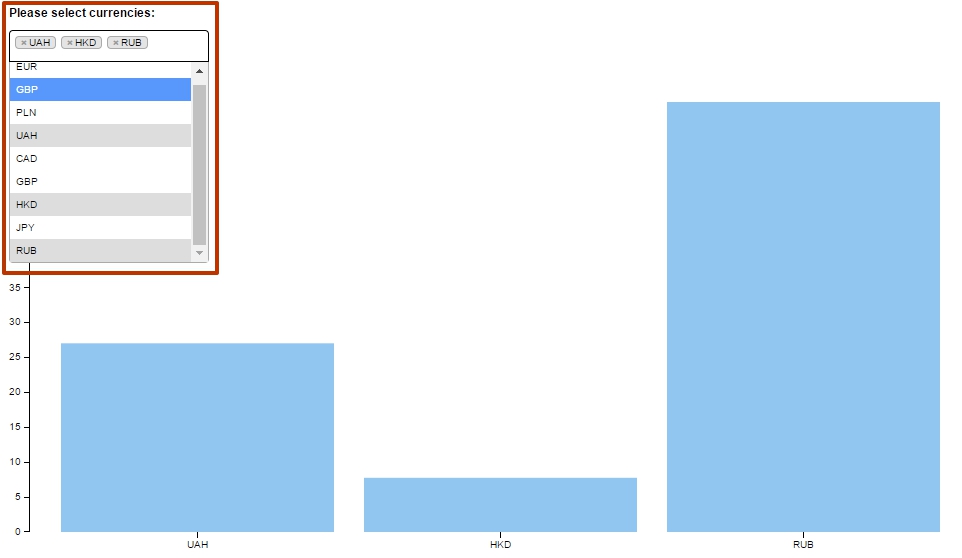 Please select currencies:
× UAH × HKD × RUB
EUR
GBP
PLN
UAH
CAD
GBP
HKD
JPY
RUB
35
30
25
20
15
10
5
0
UAH HKD RUB